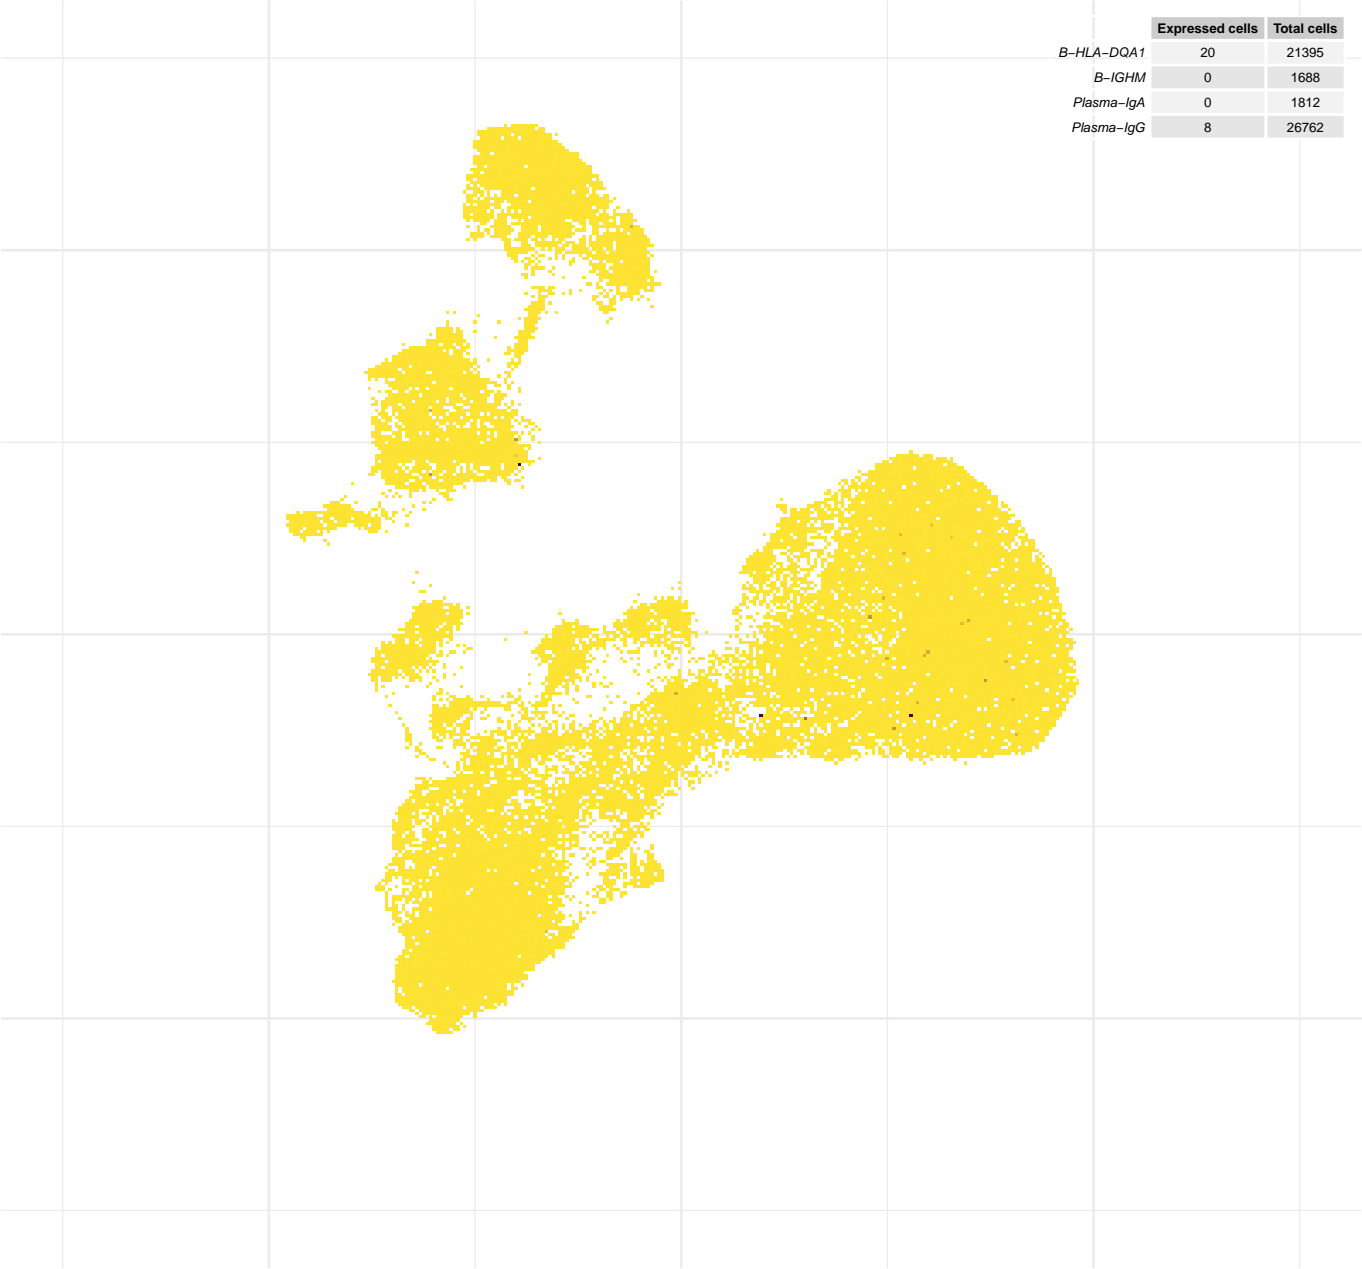 Expressed cells Total cells
B−HLA−DQA1 20 21395
B−IGHM 0 1688
Plasma−IgA 0 1812
Plasma−IgG 8 26762